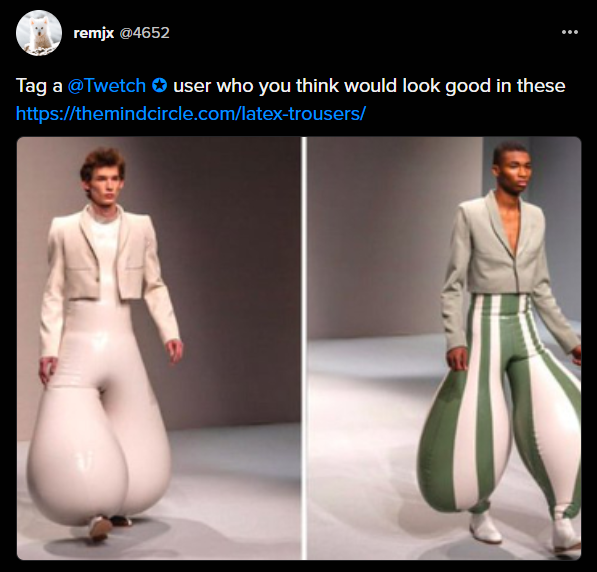 remjx @4652
Tag a @Twetch user who you think would look good in these
https://themindcircle.com/latex-trousers/